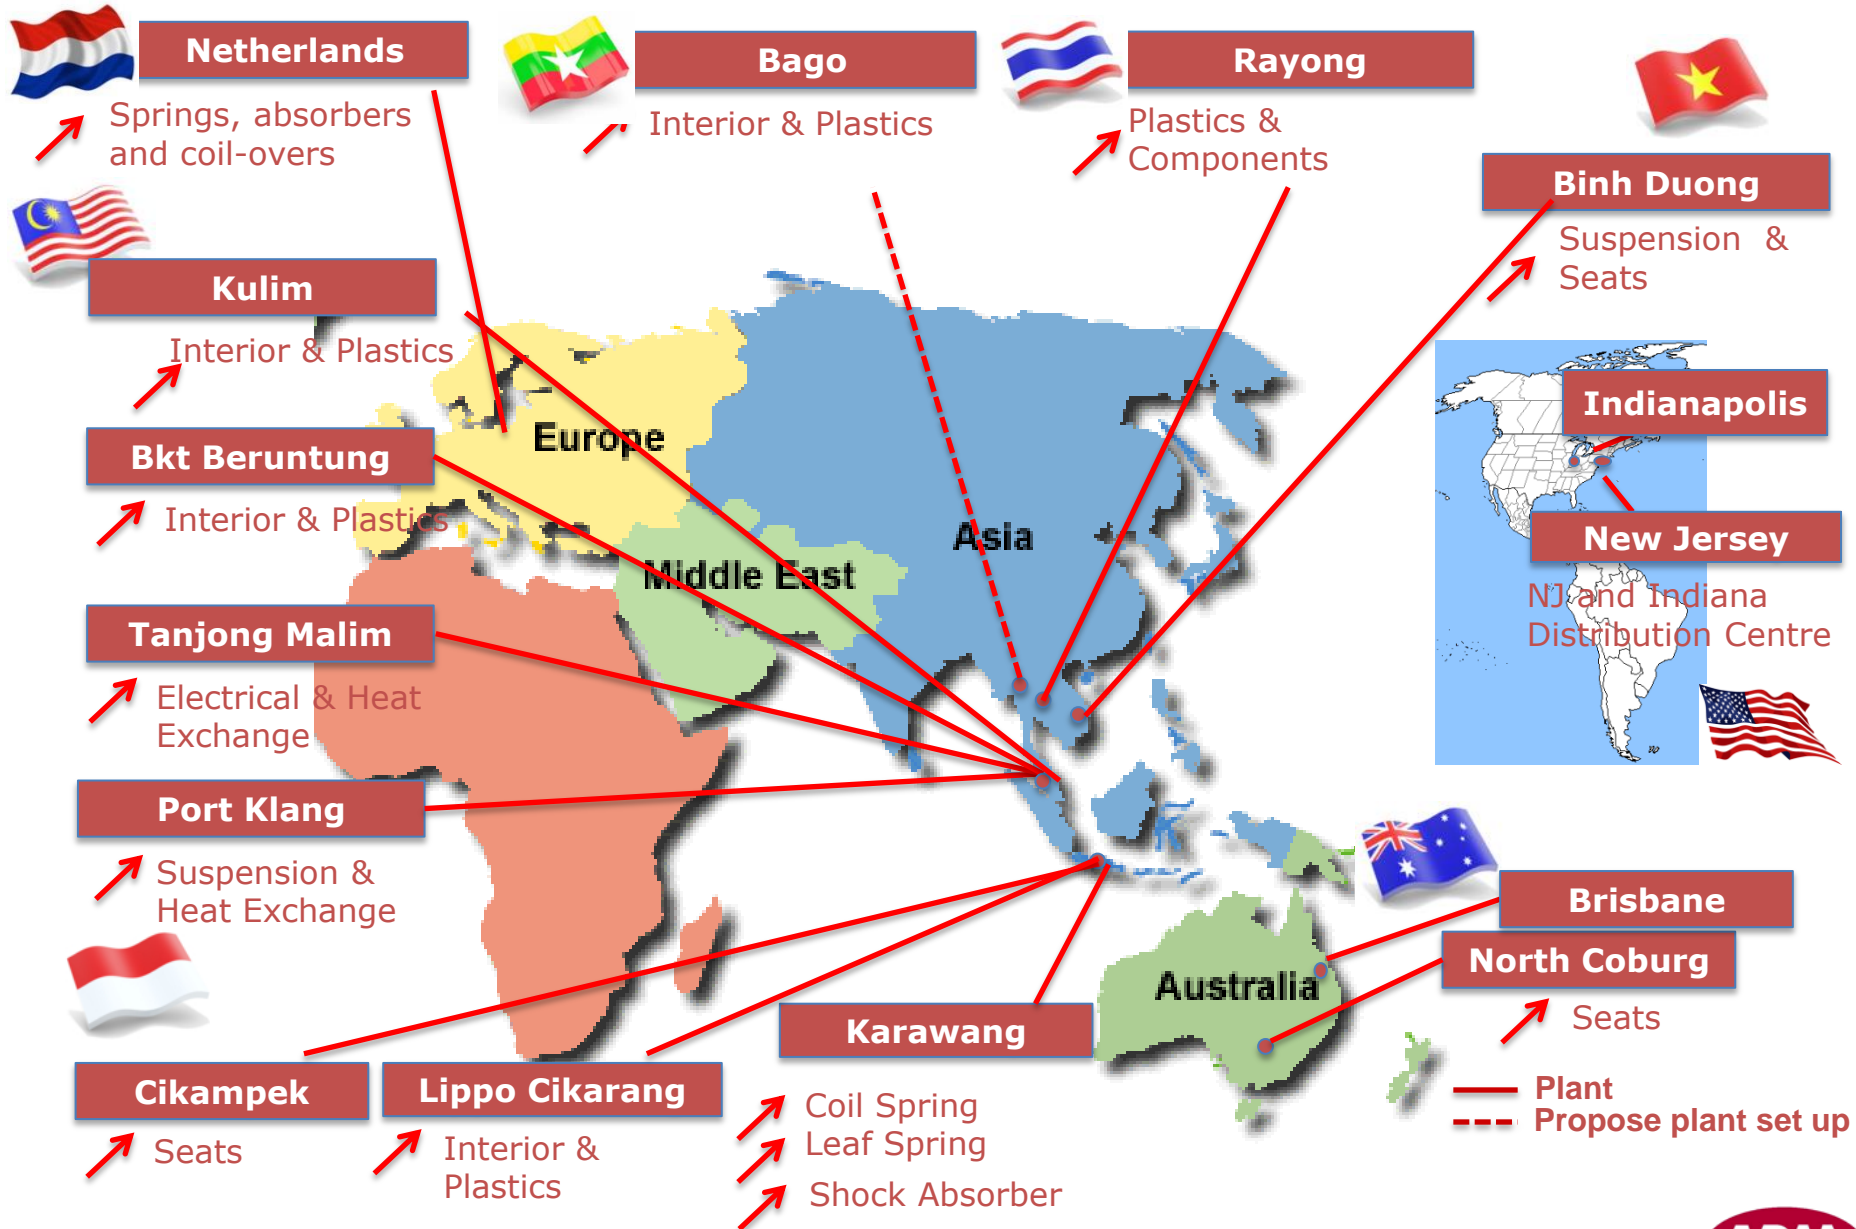 Netherlands
Springs, absorbers
and coil-overs
Bago
Interior & Plastics
Rayong
Plastics &
Components
Binh Duong
Suspension &
Seats
Kulim
Interior & Plastics
Bkt Beruntung
Interior & Plastics
Tanjong Malim
Electrical & Heat
Exchange
Port Klang
Suspension &
Heat Exchange
Europe
Middle East
Asia
Australia
Indianapolis
New Jersey
NJ and Indiana
Distribution Centre
Brisbane
North Coburg
Seats
Cikampek
Seats
Lippo Cikarang
Interior &
Plastics
Karawang
Coil Spring
Leaf Spring
Shock Absorber
Plant
Propose plant set up